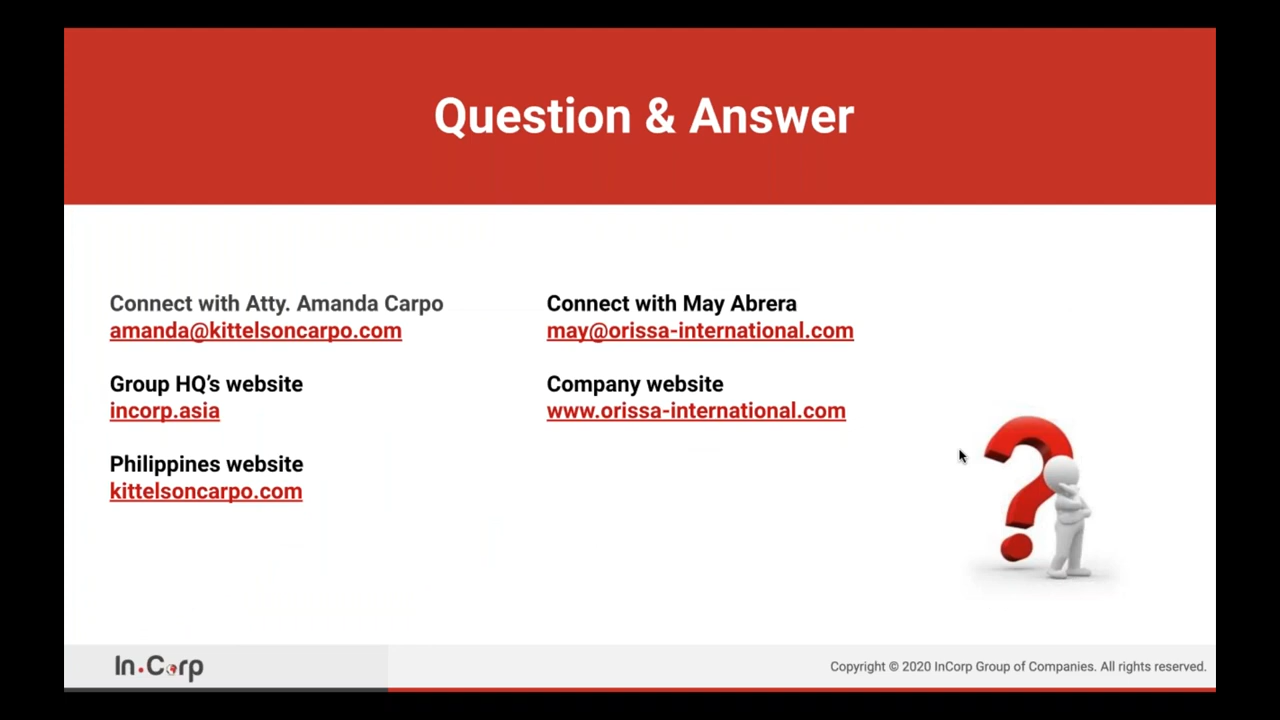 Question & Answer
Connect with Atty. Amanda Carpo
amanda@kittelsoncarpo.com
Group HQ’s website
incorp.asia
Philippines website
kittelsoncarpo.com
Connect with May Abrera
may@orissa-international.com
Company website
www.orissa-international.com
In.Corp
Copyright © 2020 InCorp Group of Companies. All rights reserved.